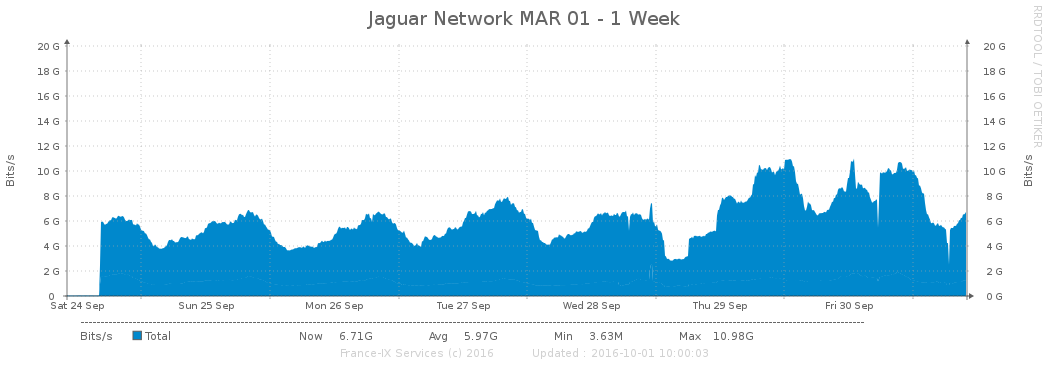 Jaguar Network MAR 01 - 1 Week
RRDTOOL / TOBI OETIKER
Bits/s
Bits/s
20 G 20 G
18 G 18 G
16 G 16 G
14 G 14 G
12 G 12 G
10 G 10 G
8 G 8 G
6 G 6 G
4 G 4 G
2 G 2 G
0 0 G
Sat 24 Sep Sun 25 Sep Mon 26 Sep Tue 27 Sep Wed 28 Sep Thu 29 Sep Fri 30 Sep
Bits/s Total Now 6.71G Avg 5.97G Min 3.63M Max 10.98G
France-IX Services (c) 2016 Updated : 2016-10-01 10:00:03